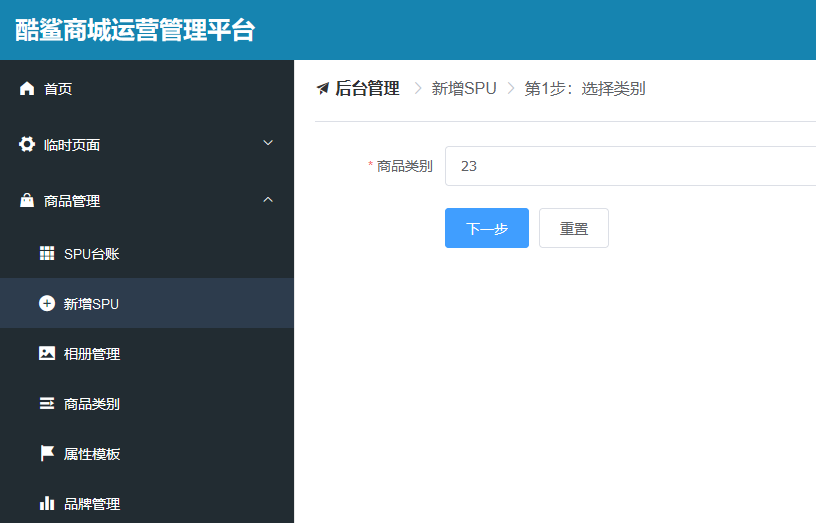 酷鲨商城运营管理平台
首页
临时页面
商品管理
SPU台账
新增SPU
相册管理
商品类别
属性模板
品牌管理
后台管理 > 新增SPU > 第1步：选择类别
* 商品类别 23
下一步 重置